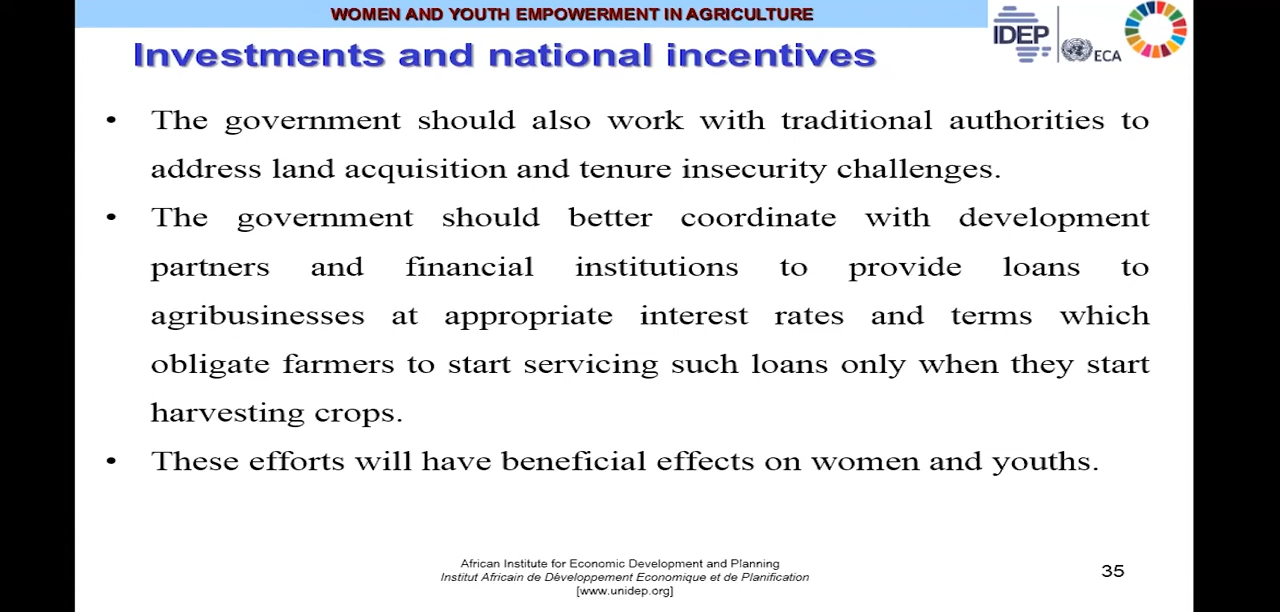 WOMEN AND YOUTH EMPOWERMENT IN AGRICULTURE
IDEP
ECA
Investments and national incentives
• The government should also work with traditional authorities to
address land acquisition and tenure insecurity challenges.
• The government should better coordinate with development
partners and financial institutions to provide loans to
agribusinesses at appropriate interest rates and terms which
obligate farmers to start servicing such loans only when they start
harvesting crops.
• These efforts will have beneficial effects on women and youths.
African Institute for Economic Development and Planning
Institut Africain de Développement Economique et de Planification
[www.unidep.org]
35